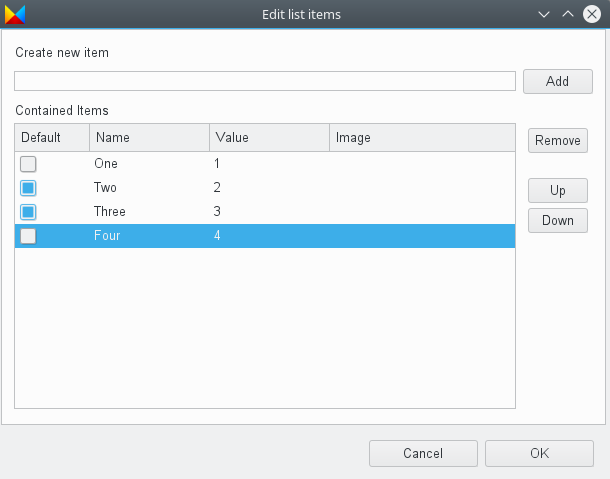 Edit list items
Create new item
Add
Contained Items
Default Name Value Image
One 1
Two 2
Three 3
Four 4
Remove
Up
Down
Cancel OK